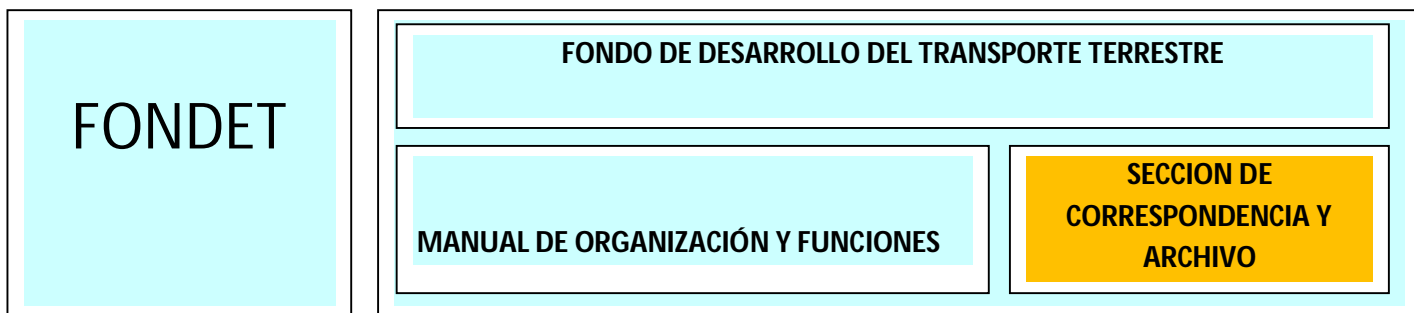 FONDET
FONDO DE DESARROLLO DEL TRANSPORTE TERRESTRE
MANUAL DE ORGANIZACIÓN Y FUNCIONES
SECCION DE
CORRESPONDENCIA Y
ARCHIVO